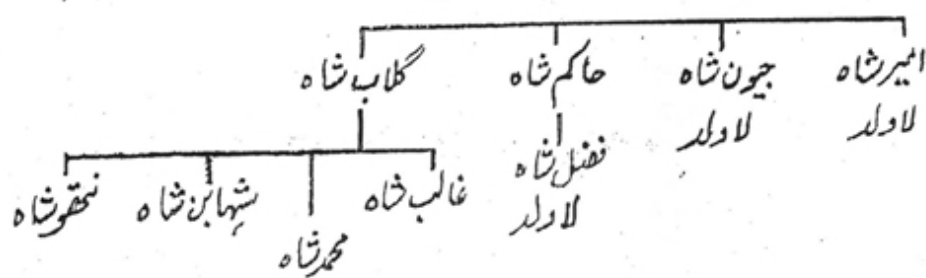 امیر شاہ جیون شاہ حاکم شاہ گلاب شاہ
لاولد لاولد فضل شاہ
لاولد
غالب شاہ محمد شاہ شہابن شاہ نتھو شاہ